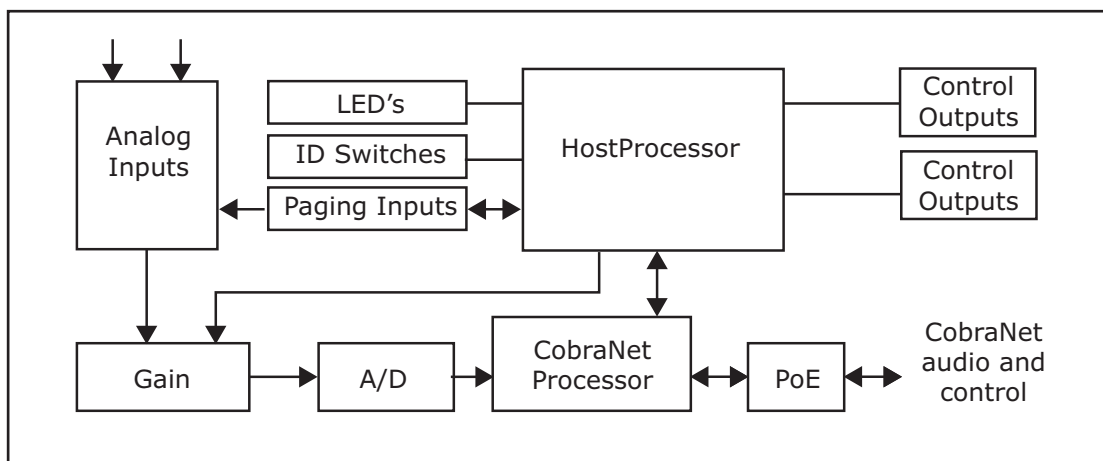 Analog
Inputs
LED's
ID Switches
Paging Inputs
HostProcessor
Control
Outputs
Control
Outputs
Gain
A/D
CobraNet
Processor
PoE
CobraNet
audio and
control